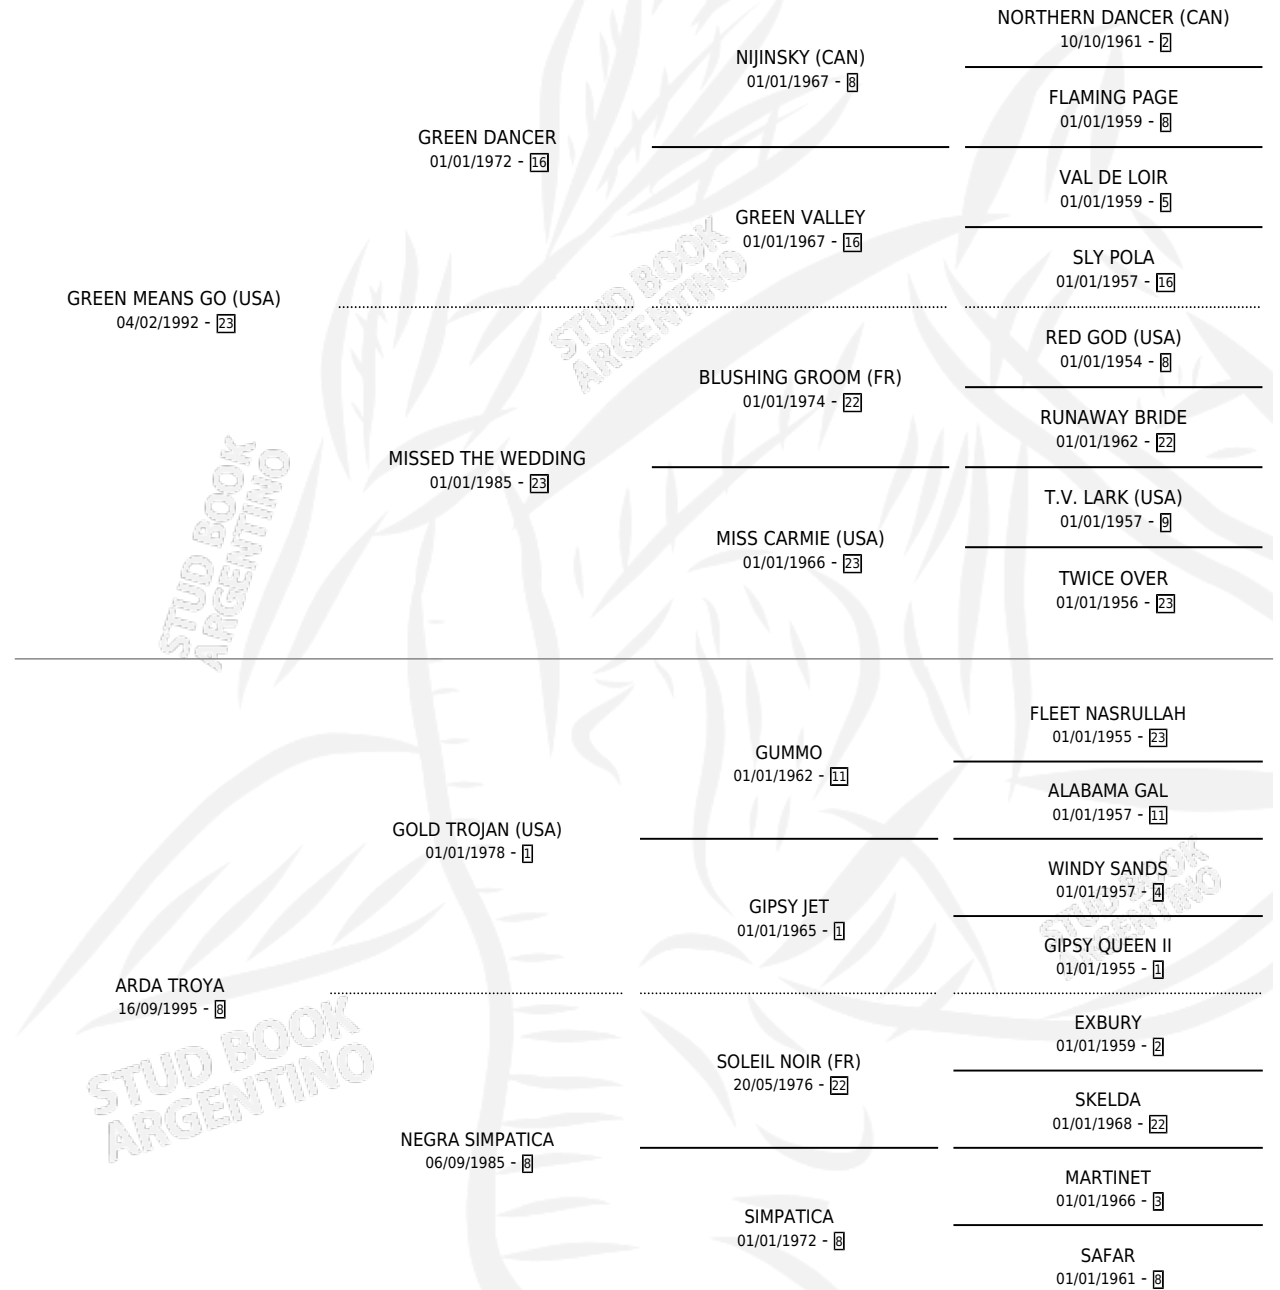 NORTHERN DANCER (CAN)
10/10/1961 - 2
NIJINSKY (CAN)
01/01/1967 - 8
FLAMING PAGE
01/01/1959 - 8
GREEN DANCER
01/01/1972 - 16
VAL DE LOIR
01/01/1959 - 5
GREEN VALLEY
01/01/1967 - 16
SLY POLA
01/01/1957 - 16
GREEN MEANS GO (USA)
04/02/1992 - 23
RED GOD (USA)
01/01/1954 - 8
BLUSHING GROOM (FR)
01/01/1974 - 22
RUNAWAY BRIDE
01/01/1962 - 22
MISSED THE WEDDING
01/01/1985 - 23
T.V. LARK (USA)
01/01/1957 - 9
MISS CARMIE (USA)
01/01/1966 - 23
TWICE OVER
01/01/1956 - 23
FLEET NASRULLAH
01/01/1955 - 23
GUMMO
01/01/1962 - 11
ALABAMA GAL
01/01/1957 - 11
GOLD TROJAN (USA)
01/01/1978 - 1
WINDY SANDS
01/01/1957 - 4
GIPSY JET
01/01/1965 - 1
GIPSY QUEEN II
01/01/1955 - 1
ARDA TROYA
16/09/1995 - 8
EXBURY
01/01/1959 - 2
SOLEIL NOIR (FR)
20/05/1976 - 22
SKELDA
01/01/1968 - 22
NEGRA SIMPATICA
06/09/1985 - 8
MARTINET
01/01/1966 - 3
SIMPATICA
01/01/1972 - 8
SAFAR
01/01/1961 - 8
STUD BOOK
ARGENTINO
STUD BOOK
ARGENTINO
STUD BOOK
ARGENTINO
STUD BOOK
ARGENTINO